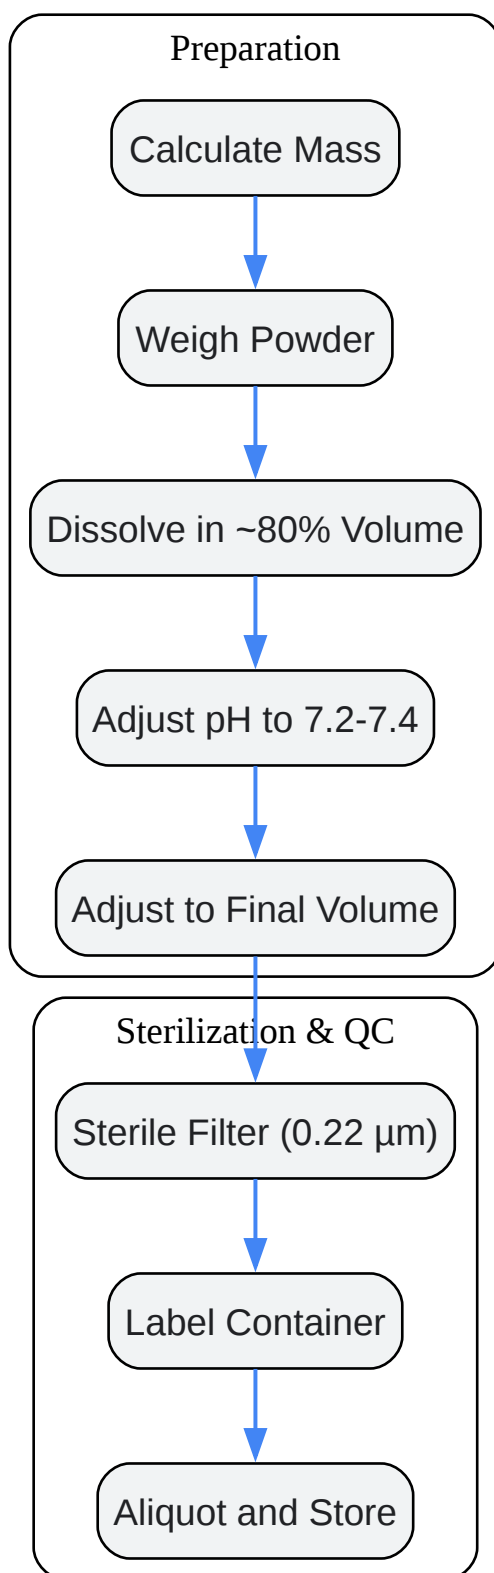 Preparation
Calculate Mass
Weigh Powder
Dissolve in ~80% Volume
Adjust pH to 7.2-7.4
Adjust to Final Volume
Sterilization & QC
Sterile Filter (0.22 µm)
Label Container
Aliquot and Store